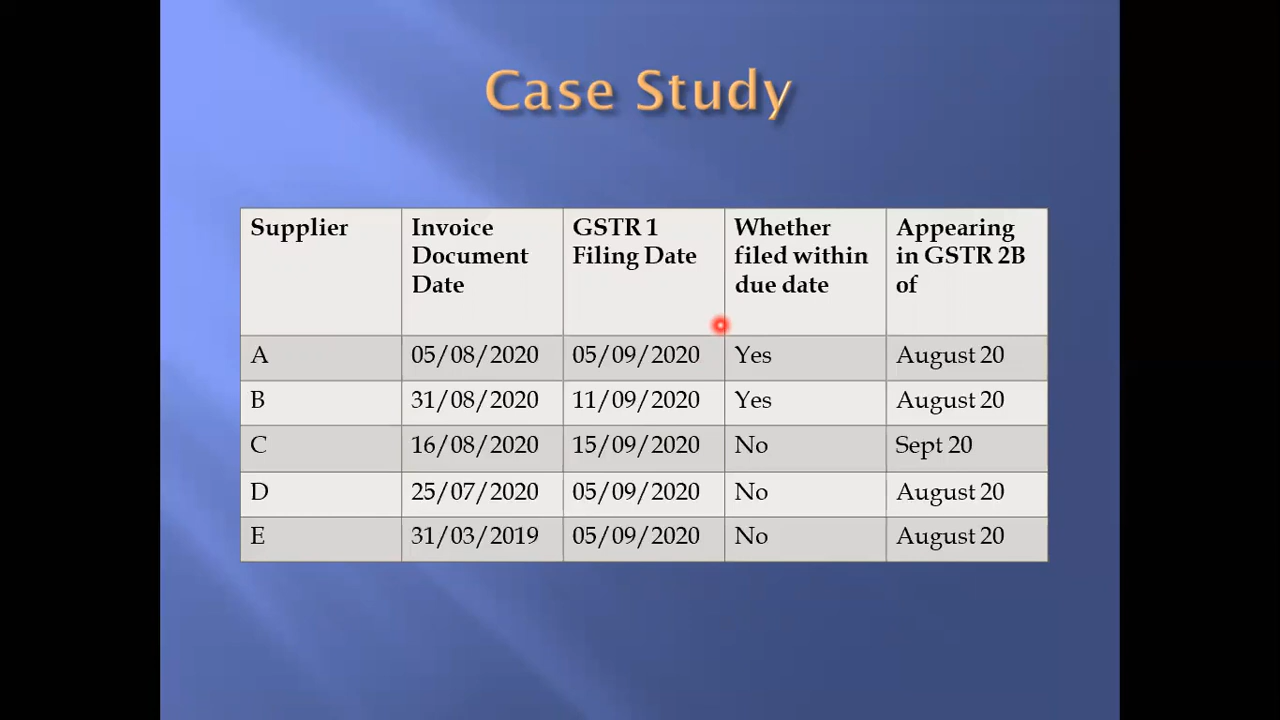 Case Study
Supplier
Invoice
Document
Date
GSTR 1
Filing Date
Whether
filed within
due date
Appearing
in GSTR 2B
of
A 05/08/2020 05/09/2020 Yes August 20
B 31/08/2020 11/09/2020 Yes August 20
C 16/08/2020 15/09/2020 No Sept 20
D 25/07/2020 05/09/2020 No August 20
E 31/03/2019 05/09/2020 No August 20